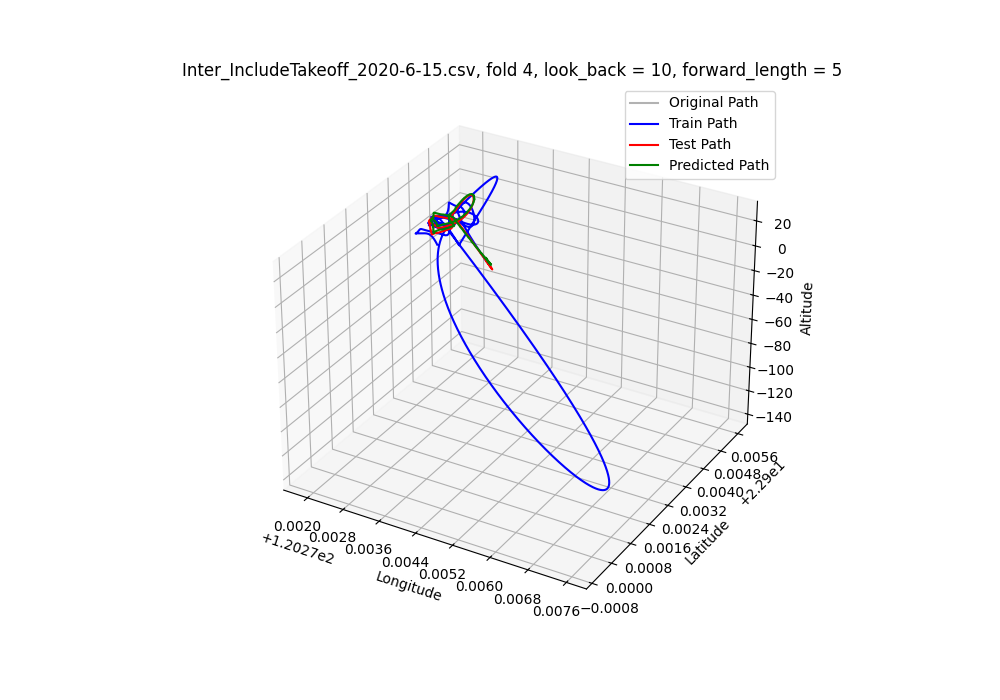 Inter_IncludeTakeoff_2020-6-15.csv, fold 4, look_back = 10, forward_length = 5
Original Path
Train Path
Test Path
Predicted Path
20
0
−20
−40
−60
−80
−100
−120
−140
Altitude
0.0056
0.0048
0.0040
0.0032
0.0024
0.0016
0.0008
0.0000
−0.0008
+2.29e1
Latitude
0.0020
0.0028
0.0036
0.0044
0.0052
0.0060
0.0068
0.0076
+1.2027e2
Longitude